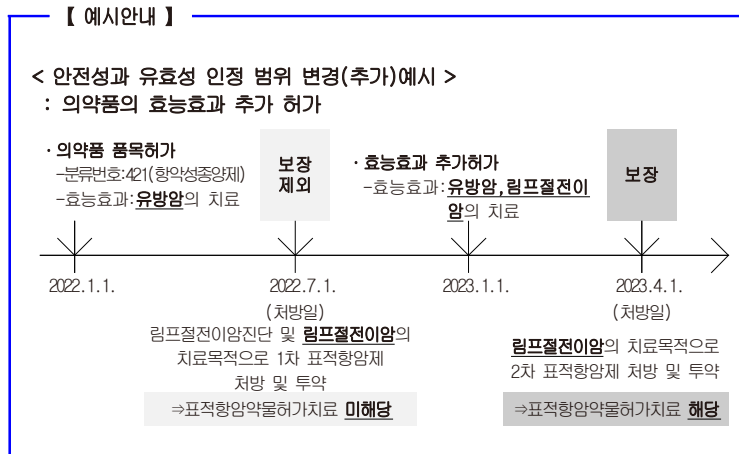 【 예시안내 】
< 안전성과 유효성 인정 범위 변경(추가)예시 >
: 의약품의 효능효과 추가 허가
· 의약품 품목허가
-분류번호:421(항악성종양제)
-효능효과:유방암의 치료
보장
제외
· 효능효과 추가허가
-효능효과:유방암,림프절전이
암의 치료
보장
2022.1.1.
2022.7.1.
(처방일)
림프절전이암진단 및 림프절전이암의
치료목적으로 1차 표적항암제
처방 및 투약
⇒표적항암약물허가치료 미해당
2023.1.1.
2023.4.1.
(처방일)
림프절전이암의 치료목적으로
2차 표적항암제 처방 및 투약
⇒표적항암약물허가치료 해당